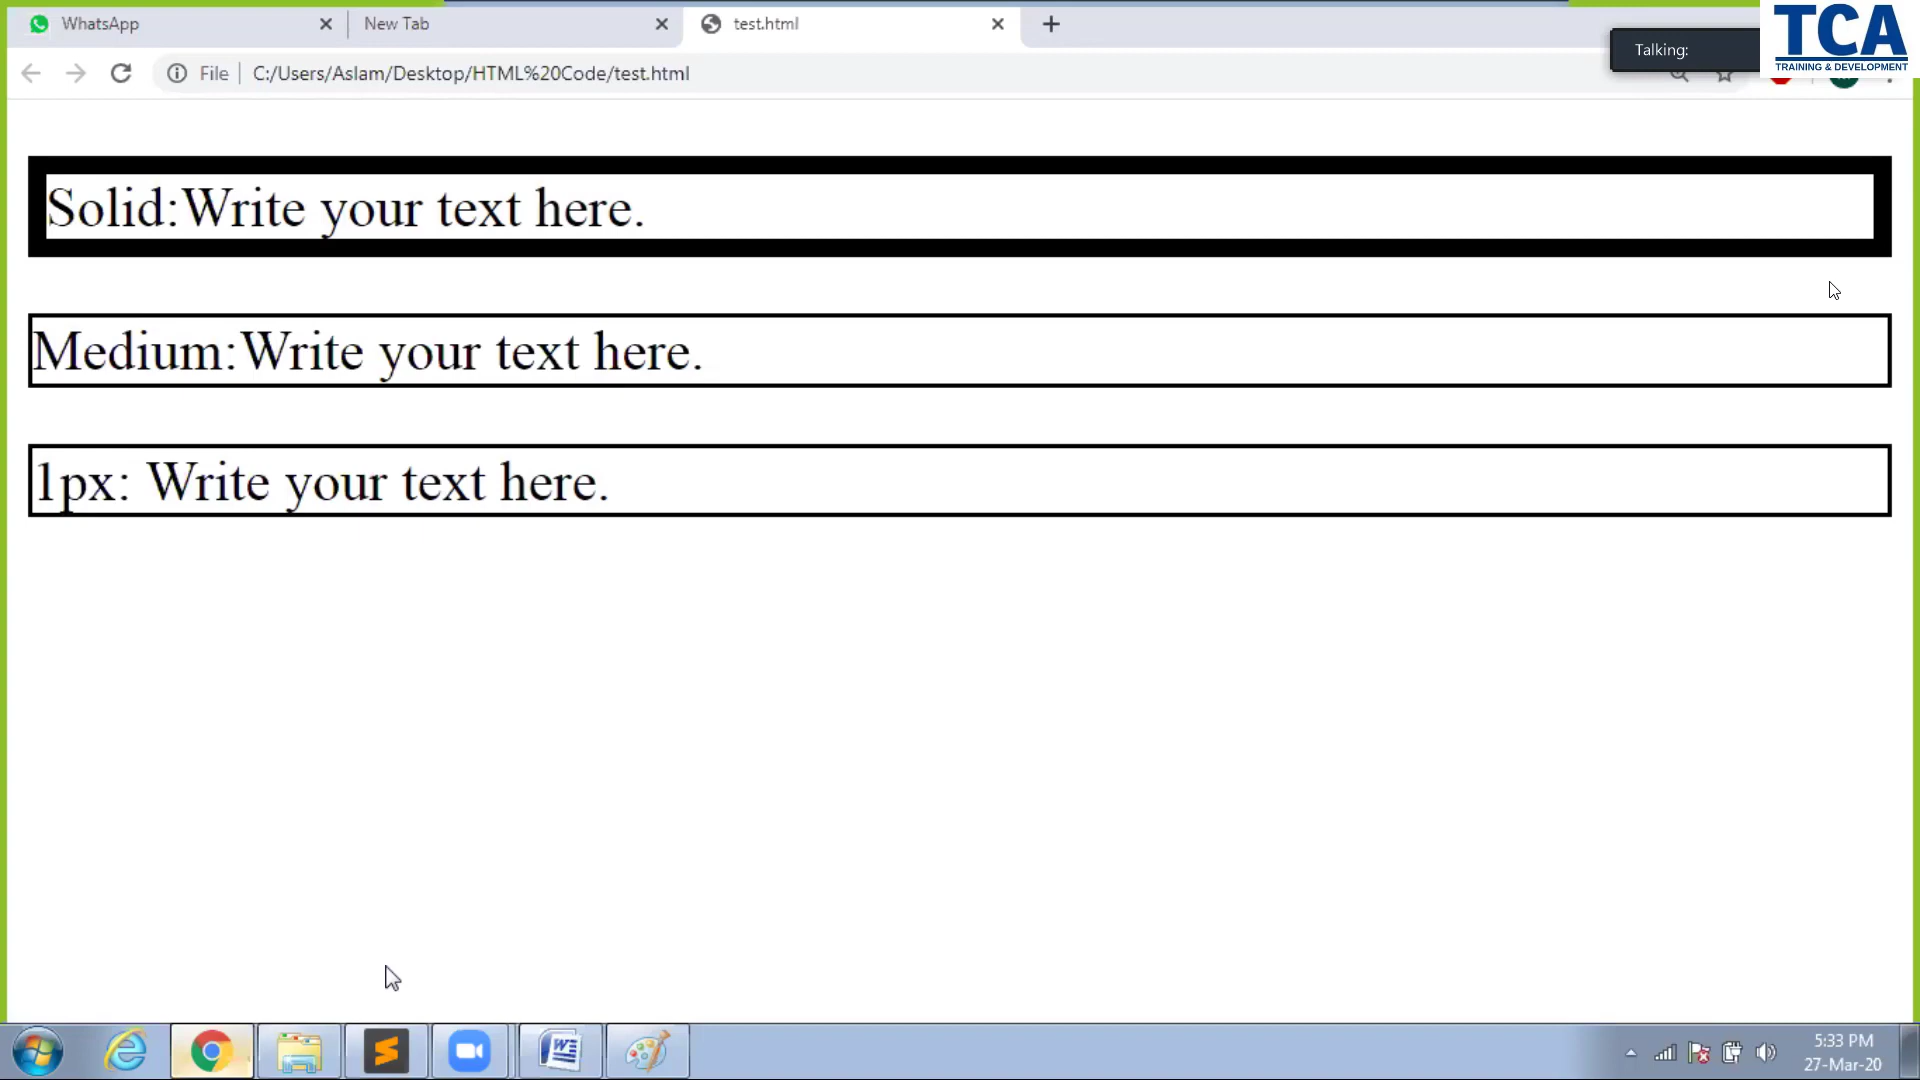 WhatsApp
New Tab
test.html
Talking:
TCA
TRAINING & DEVELOPMENT
File
C:/Users/Aslam/Desktop/HTML%20Code/test.html
Solid:Write your text here.
Medium:Write your text here.
1px: Write your text here.
5:33 PM
27-Mar-20